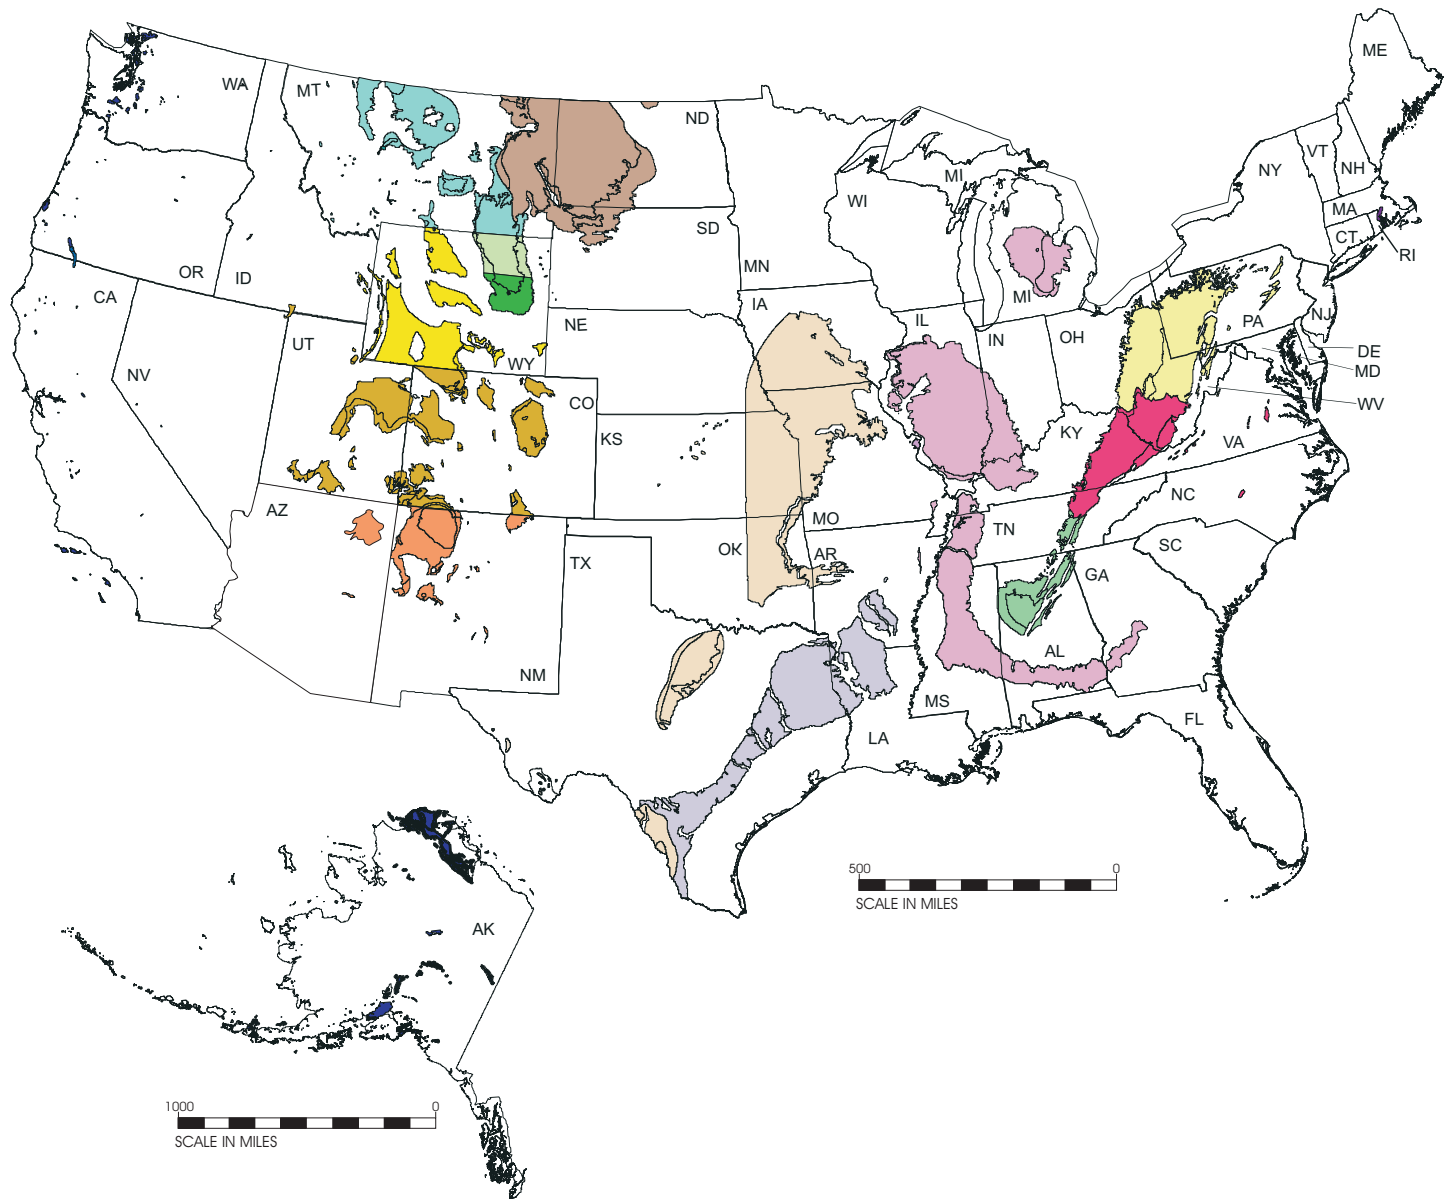 ME
WA
MT
ND
VT
NH
NY
MI
WI
MA
CT
RI
SD
MN
OR
ID
CA
MI
IA
NJ
PA
IL
OH
IN
NE
UT
DE
WY
MD
NV
CO
WV
KY
KS
VA
NC
AZ
MO
TN
OK
SC
AR
TX
GA
AL
NM
MS
FL
LA
500 0
SCALE IN MILES
AK
1000 0
SCALE IN MILES